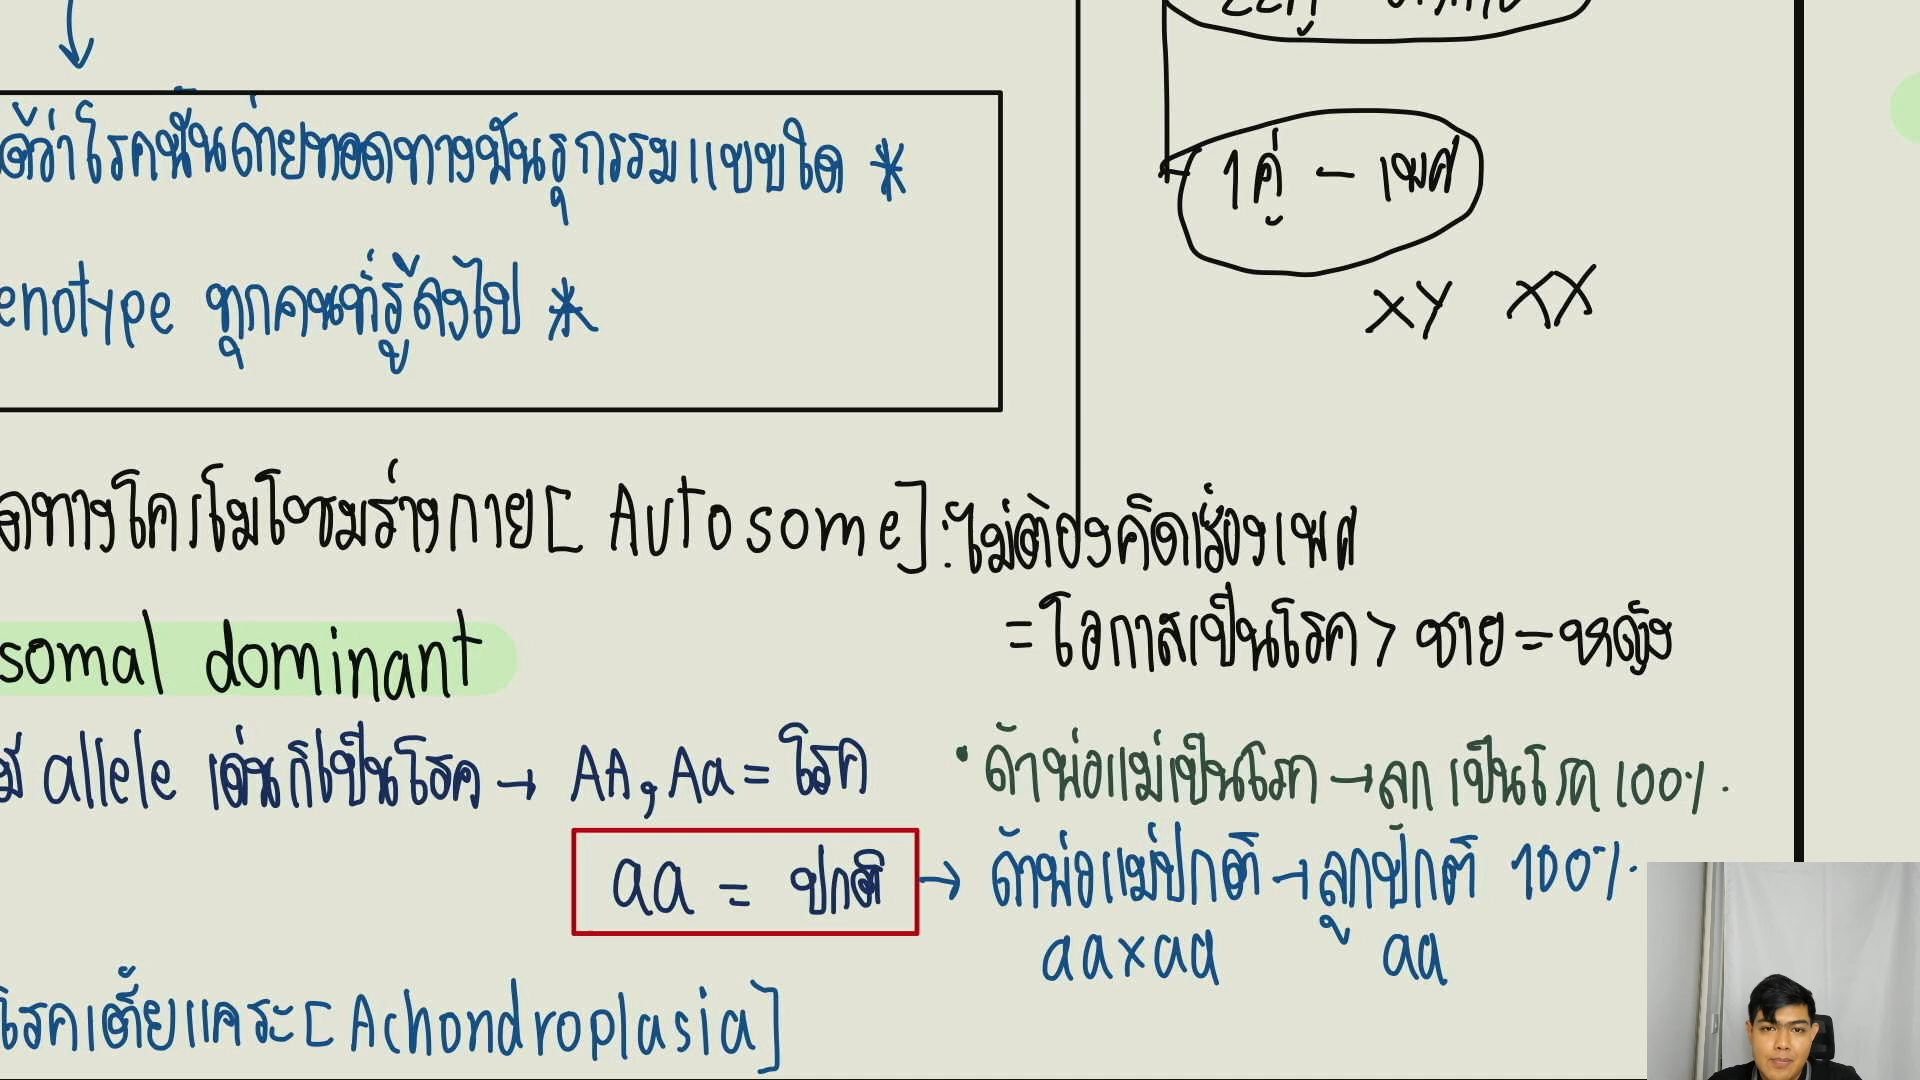 ได้ว่าโรคนั้นถ่ายทอดทางพันธุกรรมแบบใด *
enotype ทุกคนที่รู้ลงไป *
1 คู่ - เพศ
XY XX
ดทางโครโมโซมร่างกาย [Autosome] : ไม่ต้องคิดเรื่องเพศ
= โอกาสเป็นโรค > ชาย = หญิง
somal dominant
มี allele เด่นก็เป็นโรค → AA, Aa = โรค
• ถ้าพ่อแม่เป็นโรค → ลูกเป็นโรค 100%.
aa = ปกติ → ถ้าพ่อแม่ปกติ → ลูกปกติ 100%.
aa x aa aa
โรคเตี้ยแคระ [Achondroplasia]